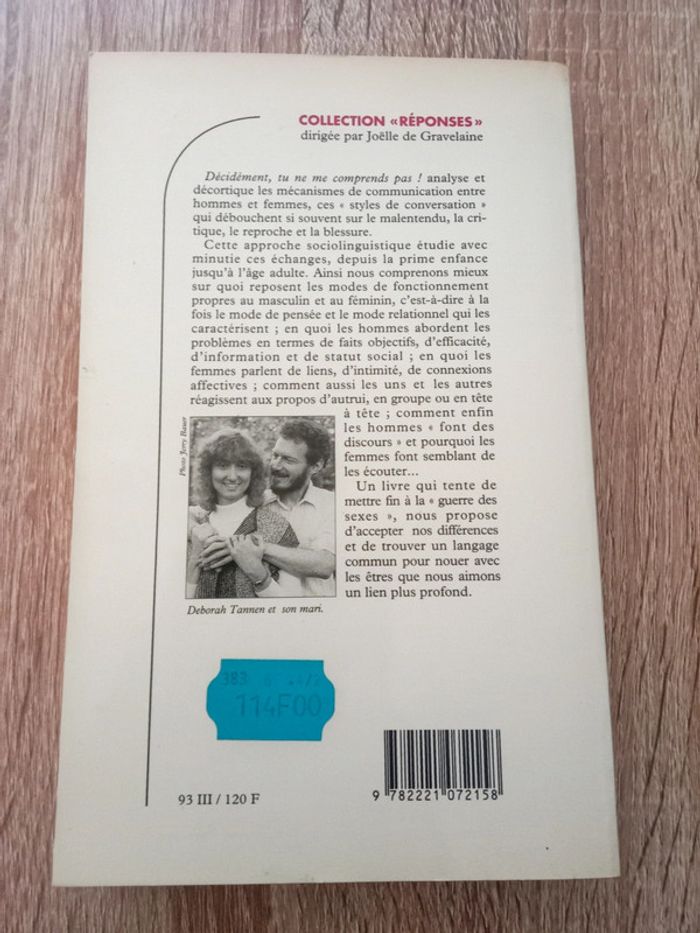 COLLECTION «RÉPONSES»
dirigée par Joëlle de Gravelaine
Décidément, tu ne me comprends pas ! analyse et
décortique les mécanismes de communication entre
hommes et femmes, ces « styles de conversation »
qui débouchent si souvent sur le malentendu, la cri-
tique, le reproche et la blessure.
Cette approche sociolinguistique étudie avec
minutie ces échanges, depuis la prime enfance
jusqu'à l'âge adulte. Ainsi nous comprenons mieux
sur quoi reposent les modes de fonctionnement
propres au masculin et au féminin, c'est-à-dire à la
fois le mode de pensée et le mode relationnel qui les
caractérisent ; en quoi les hommes abordent les
problèmes en termes de faits objectifs, d'efficacité,
d'information et de statut social ; en quoi les
femmes parlent de liens, d'intimité, de connexions
affectives ; comment aussi les uns et les autres
réagissent aux propos d'autrui, en groupe ou en tête
à tête ; comment enfin
les hommes « font des
discours » et pourquoi les
femmes font semblant de
les écouter...
Un livre qui tente de
mettre fin à la « guerre des
sexes », nous propose
d'accepter nos différences
et de trouver un langage
commun pour nouer avec
les êtres que nous aimons
un lien plus profond.
Photo Jerry Bauer
Deborah Tannen et son mari.
383
114F00
93 III / 120 F
9 782221 072158